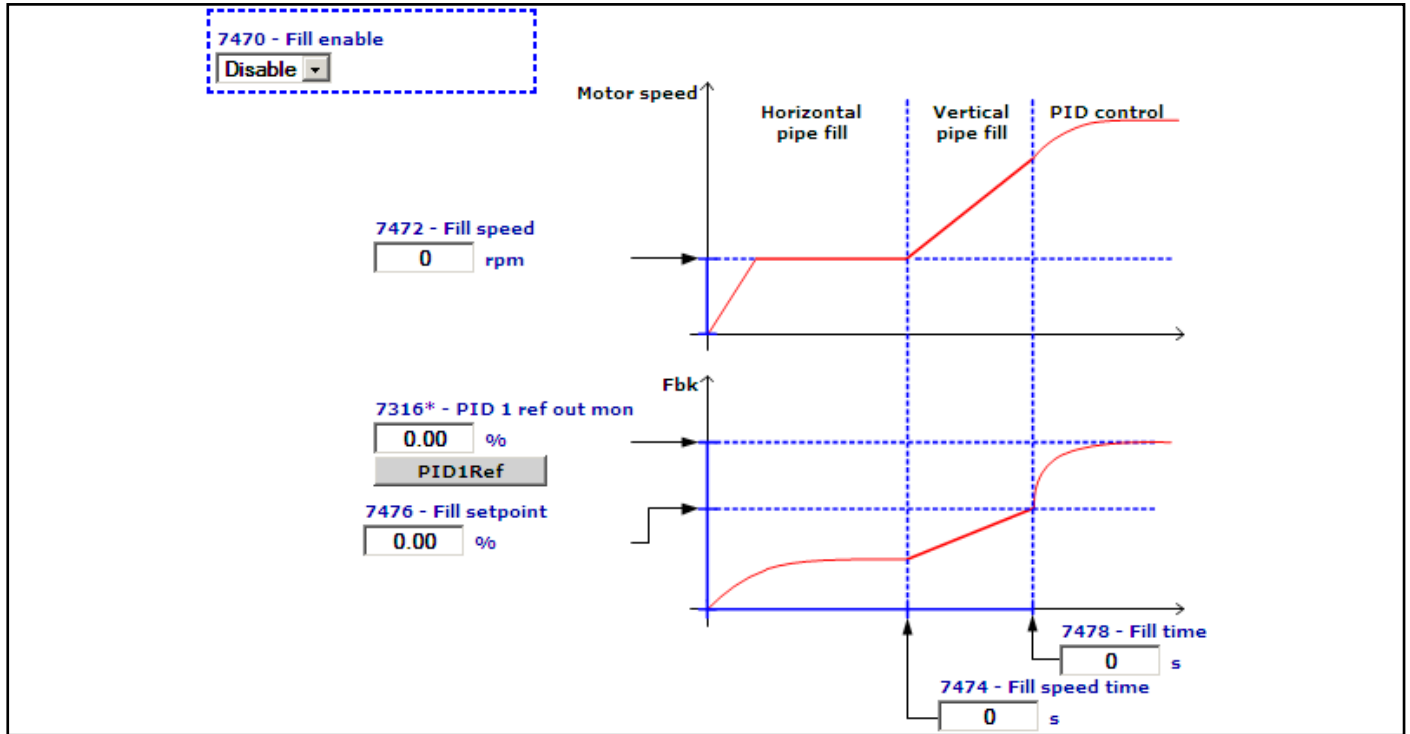 7470 - Fill enable
Disable
Motor speed
Horizontal
pipe fill
Vertical
pipe fill
PID control
7472 - Fill speed
0 rpm
Fbk
7316* - PID 1 ref out mon
0.00 %
PID1Ref
7476 - Fill setpoint
0.00 %
7478 - Fill time
0 s
7474 - Fill speed time
0 s